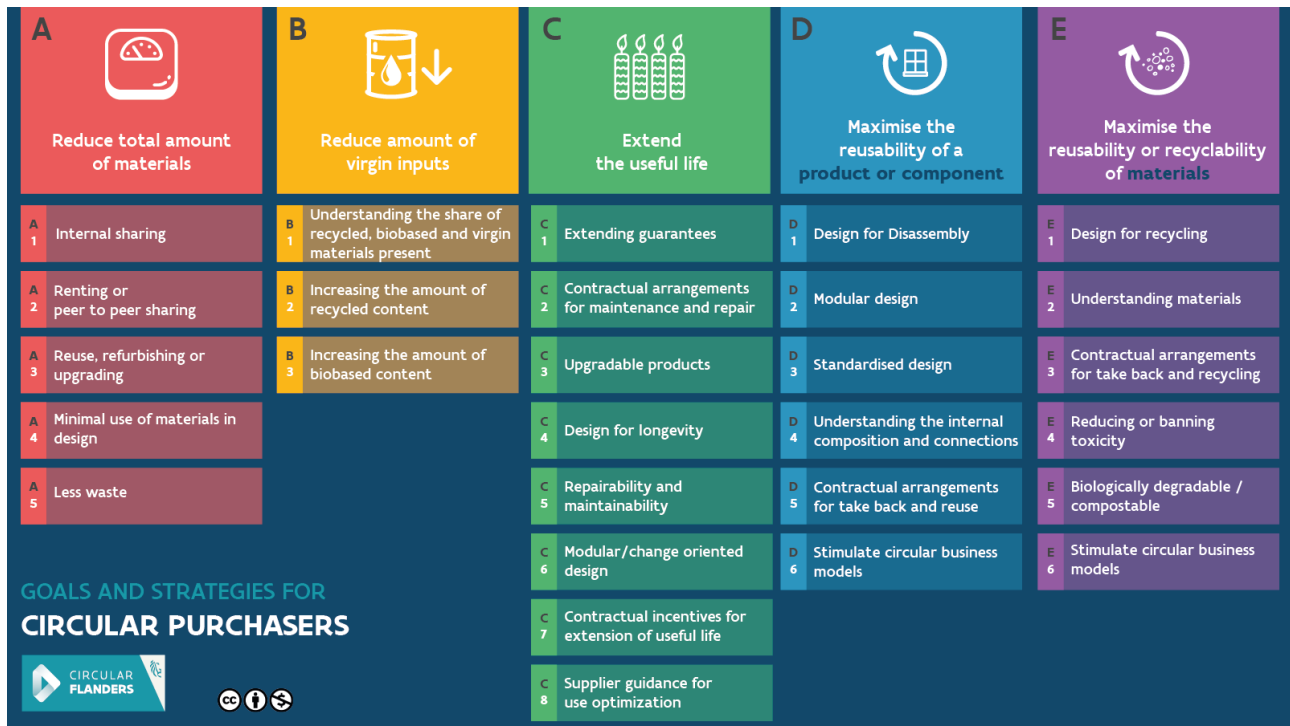 A
Reduce total amount
of materials
A
1
Internal sharing
A
2
Renting or
peer to peer sharing
A
3
Reuse, refurbishing or
upgrading
A
4
Minimal use of materials in
design
A
5
Less waste
B
Reduce amount of
virgin inputs
B
1
Understanding the share of
recycled, biobased and virgin
materials present
B
2
Increasing the amount of
recycled content
B
3
Increasing the amount of
biobased content
C
Extend
the useful life
C
1
Extending guarantees
C
2
Contractual arrangements
for maintenance and repair
C
3
Upgradable products
C
4
Design for longevity
C
5
Repairability and
maintainability
C
6
Modular/change oriented
design
C
7
Contractual incentives for
extension of useful life
C
8
Supplier guidance for
use optimization
D
Maximise the
reusability of a
product or component
D
1
Design for Disassembly
D
2
Modular design
D
3
Standardised design
D
4
Understanding the internal
composition and connections
D
5
Contractual arrangements
for take back and reuse
D
6
Stimulate circular business
models
E
Maximise the
reusability or recyclability
of materials
E
1
Design for recycling
E
2
Understanding materials
E
3
Contractual arrangements
for take back and recycling
E
4
Reducing or banning
toxicity
E
5
Biologically degradable /
compostable
E
6
Stimulate circular business
models
GOALS AND STRATEGIES FOR
CIRCULAR PURCHASERS
CIRCULAR
FLANDERS
cc